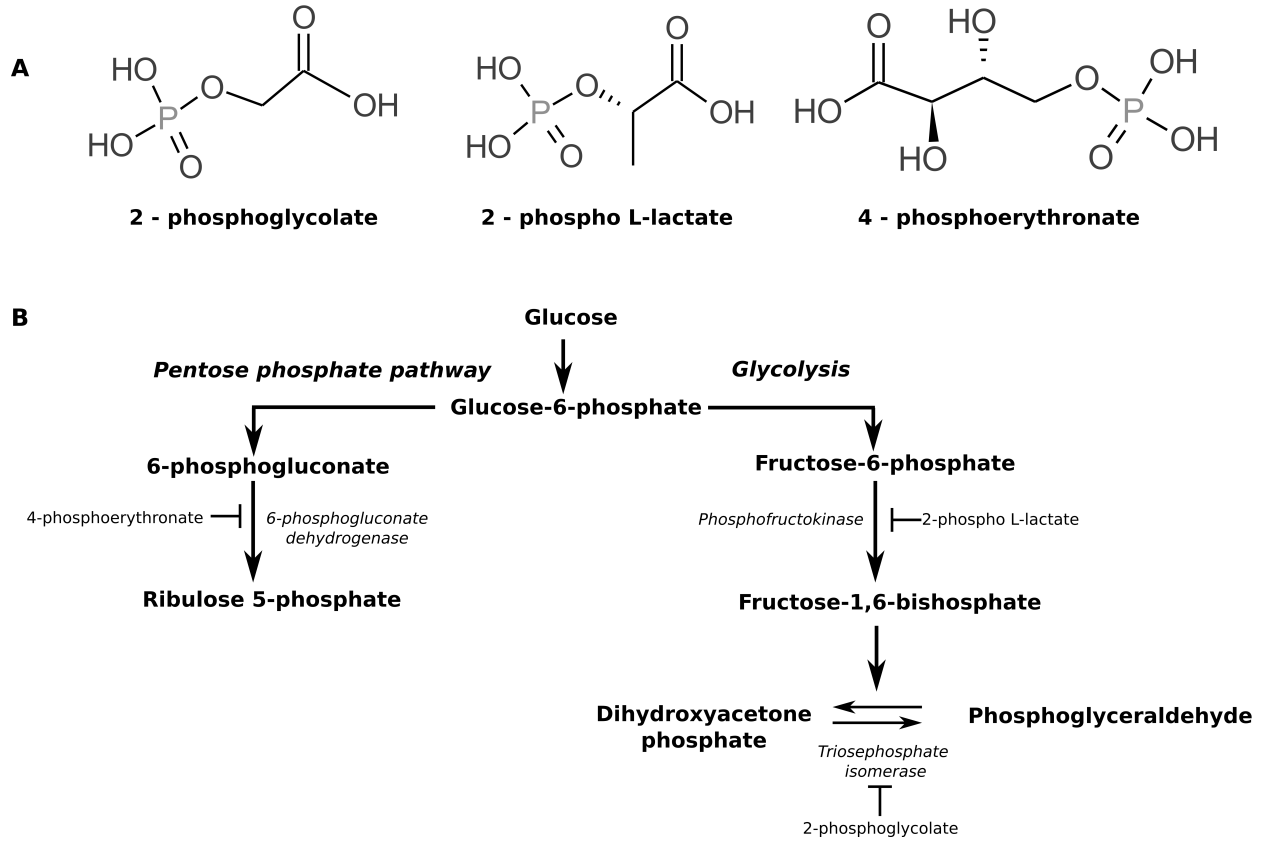 A
O
HO
O
P
OH
HO
O
2 - phosphoglycolate
O
HO
O
P
OH
HO
O
2 - phospho L-lactate
O
HO
O
OH
HO
P
HO
O
OH
4 - phosphoerythronate
B
Glucose
Pentose phosphate pathway
Glycolysis
Glucose-6-phosphate
6-phosphogluconate
Fructose-6-phosphate
4-phosphoerythronate
6-phosphogluconate
dehydrogenase
Phosphofructokinase
2-phospho L-lactate
Ribulose 5-phosphate
Fructose-1,6-bishosphate
Dihydroxyacetone
phosphate
Phosphoglyceraldehyde
Triosephosphate
isomerase
2-phosphoglycolate